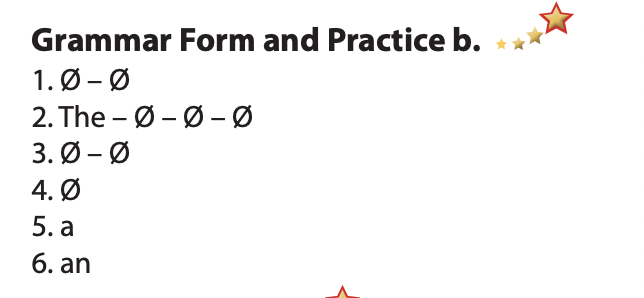 Grammar Form and Practice b.
1. Ø – Ø
2. The – Ø – Ø – Ø
3. Ø – Ø
4. Ø
5. a
6. an